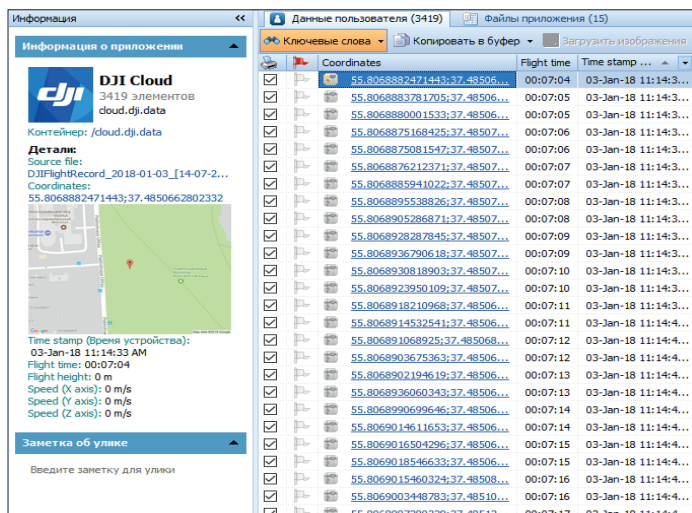 Информация <<
Информация о приложении
DJI Cloud
3419 элементов
cloud.dji.data
Контейнер: /cloud.dji.data
Детали:
Source file:
DJIFlightRecord_2018-01-03_[14-07-2...
Coordinates:
55.8068882471443;37.4850662802332
Time stamp (Время устройства):
03-Jan-18 11:14:33 AM
Flight time: 00:07:04
Flight height: 0 m
Speed (X axis): 0 m/s
Speed (Y axis): 0 m/s
Speed (Z axis): 0 m/s
Заметка об улике
Введите заметку для улики
Данные пользователя (3419) Файлы приложения (15)
Ключевые слова Копировать в буфер Загрузить изображения
Coordinates Flight time Time stamp ...
55.8068882471443;37.48506... 00:07:04 03-Jan-18 11:14:3...
55.8068883781705;37.48506... 00:07:05 03-Jan-18 11:14:3...
55.8068880001533;37.48506... 00:07:05 03-Jan-18 11:14:3...
55.8068875168425;37.48507... 00:07:06 03-Jan-18 11:14:3...
55.8068875081547;37.48507... 00:07:06 03-Jan-18 11:14:3...
55.8068876212371;37.48507... 00:07:07 03-Jan-18 11:14:3...
55.8068885941022;37.48507... 00:07:07 03-Jan-18 11:14:3...
55.8068895538826;37.48506... 00:07:08 03-Jan-18 11:14:3...
55.8068905286871;37.48507... 00:07:08 03-Jan-18 11:14:3...
55.8068928287845;37.48507... 00:07:09 03-Jan-18 11:14:3...
55.8068936790618;37.48507... 00:07:09 03-Jan-18 11:14:3...
55.8068930818903;37.48507... 00:07:10 03-Jan-18 11:14:3...
55.8068923950109;37.48506... 00:07:10 03-Jan-18 11:14:3...
55.8068918210968;37.48506... 00:07:11 03-Jan-18 11:14:3...
55.8068914532541;37.48506... 00:07:11 03-Jan-18 11:14:4...
55.806891068925;37.485068... 00:07:12 03-Jan-18 11:14:4...
55.8068903675363;37.48506... 00:07:12 03-Jan-18 11:14:4...
55.8068902194619;37.48506... 00:07:13 03-Jan-18 11:14:4...
55.8068936060343;37.48506... 00:07:13 03-Jan-18 11:14:4...
55.8068990699646;37.48506... 00:07:14 03-Jan-18 11:14:4...
55.8069014611653;37.48506... 00:07:14 03-Jan-18 11:14:4...
55.8069016504296;37.48506... 00:07:15 03-Jan-18 11:14:4...
55.8069018546633;37.48506... 00:07:15 03-Jan-18 11:14:4...
55.8069015460324;37.48508... 00:07:16 03-Jan-18 11:14:4...
55.8069003448783;37.48510... 00:07:16 03-Jan-18 11:14:4...